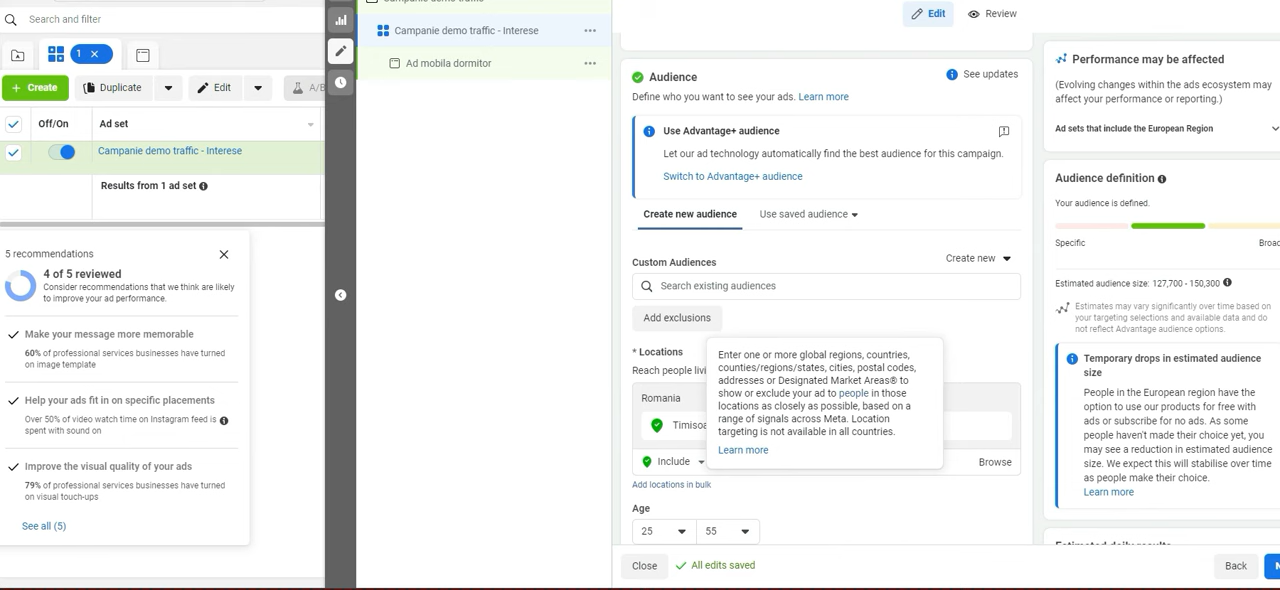 Search and filter
1
Create
Duplicate
Edit
A/B
Off/On
Ad set
Campanie demo traffic - Interese
Results from 1 ad set
5 recommendations
4 of 5 reviewed
Consider recommendations that we think are likely
to improve your ad performance.
Make your message more memorable
60% of professional services businesses have turned
on image template
Help your ads fit in on specific placements
Over 50% of video watch time on Instagram feed is
spent with sound on
Improve the visual quality of your ads
79% of professional services businesses have turned
on visual touch-ups
See all (5)
Campanie demo traffic
Campanie demo traffic - Interese
Ad mobila dormitor
Edit
Review
Audience
See updates
Define who you want to see your ads. Learn more
Use Advantage+ audience
Let our ad technology automatically find the best audience for this campaign.
Switch to Advantage+ audience
Create new audience
Use saved audience
Custom Audiences
Create new
Search existing audiences
Add exclusions
* Locations
Reach people livi
Romania
Timisoa
Enter one or more global regions, countries,
counties/regions/states, cities, postal codes,
addresses or Designated Market Areas® to
show or exclude your ad to people in those
locations as closely as possible, based on a
range of signals across Meta. Location
targeting is not available in all countries.
Learn more
Include
Browse
Add locations in bulk
Age
25
55
Close
All edits saved
Back
Performance may be affected
(Evolving changes within the ads ecosystem may
affect your performance or reporting.)
Ad sets that include the European Region
Audience definition
Your audience is defined.
Specific
Broad
Estimated audience size: 127,700 - 150,300
Estimates may vary significantly over time based on
your targeting selections and available data and do
not reflect Advantage audience options.
Temporary drops in estimated audience
size
People in the European region have the
option to use our products for free with
ads or subscribe for no ads. As some
people haven't made their choice yet, you
may see a reduction in estimated audience
size. We expect this will stabilise over time
as people make their choice.
Learn more
Estimated daily results